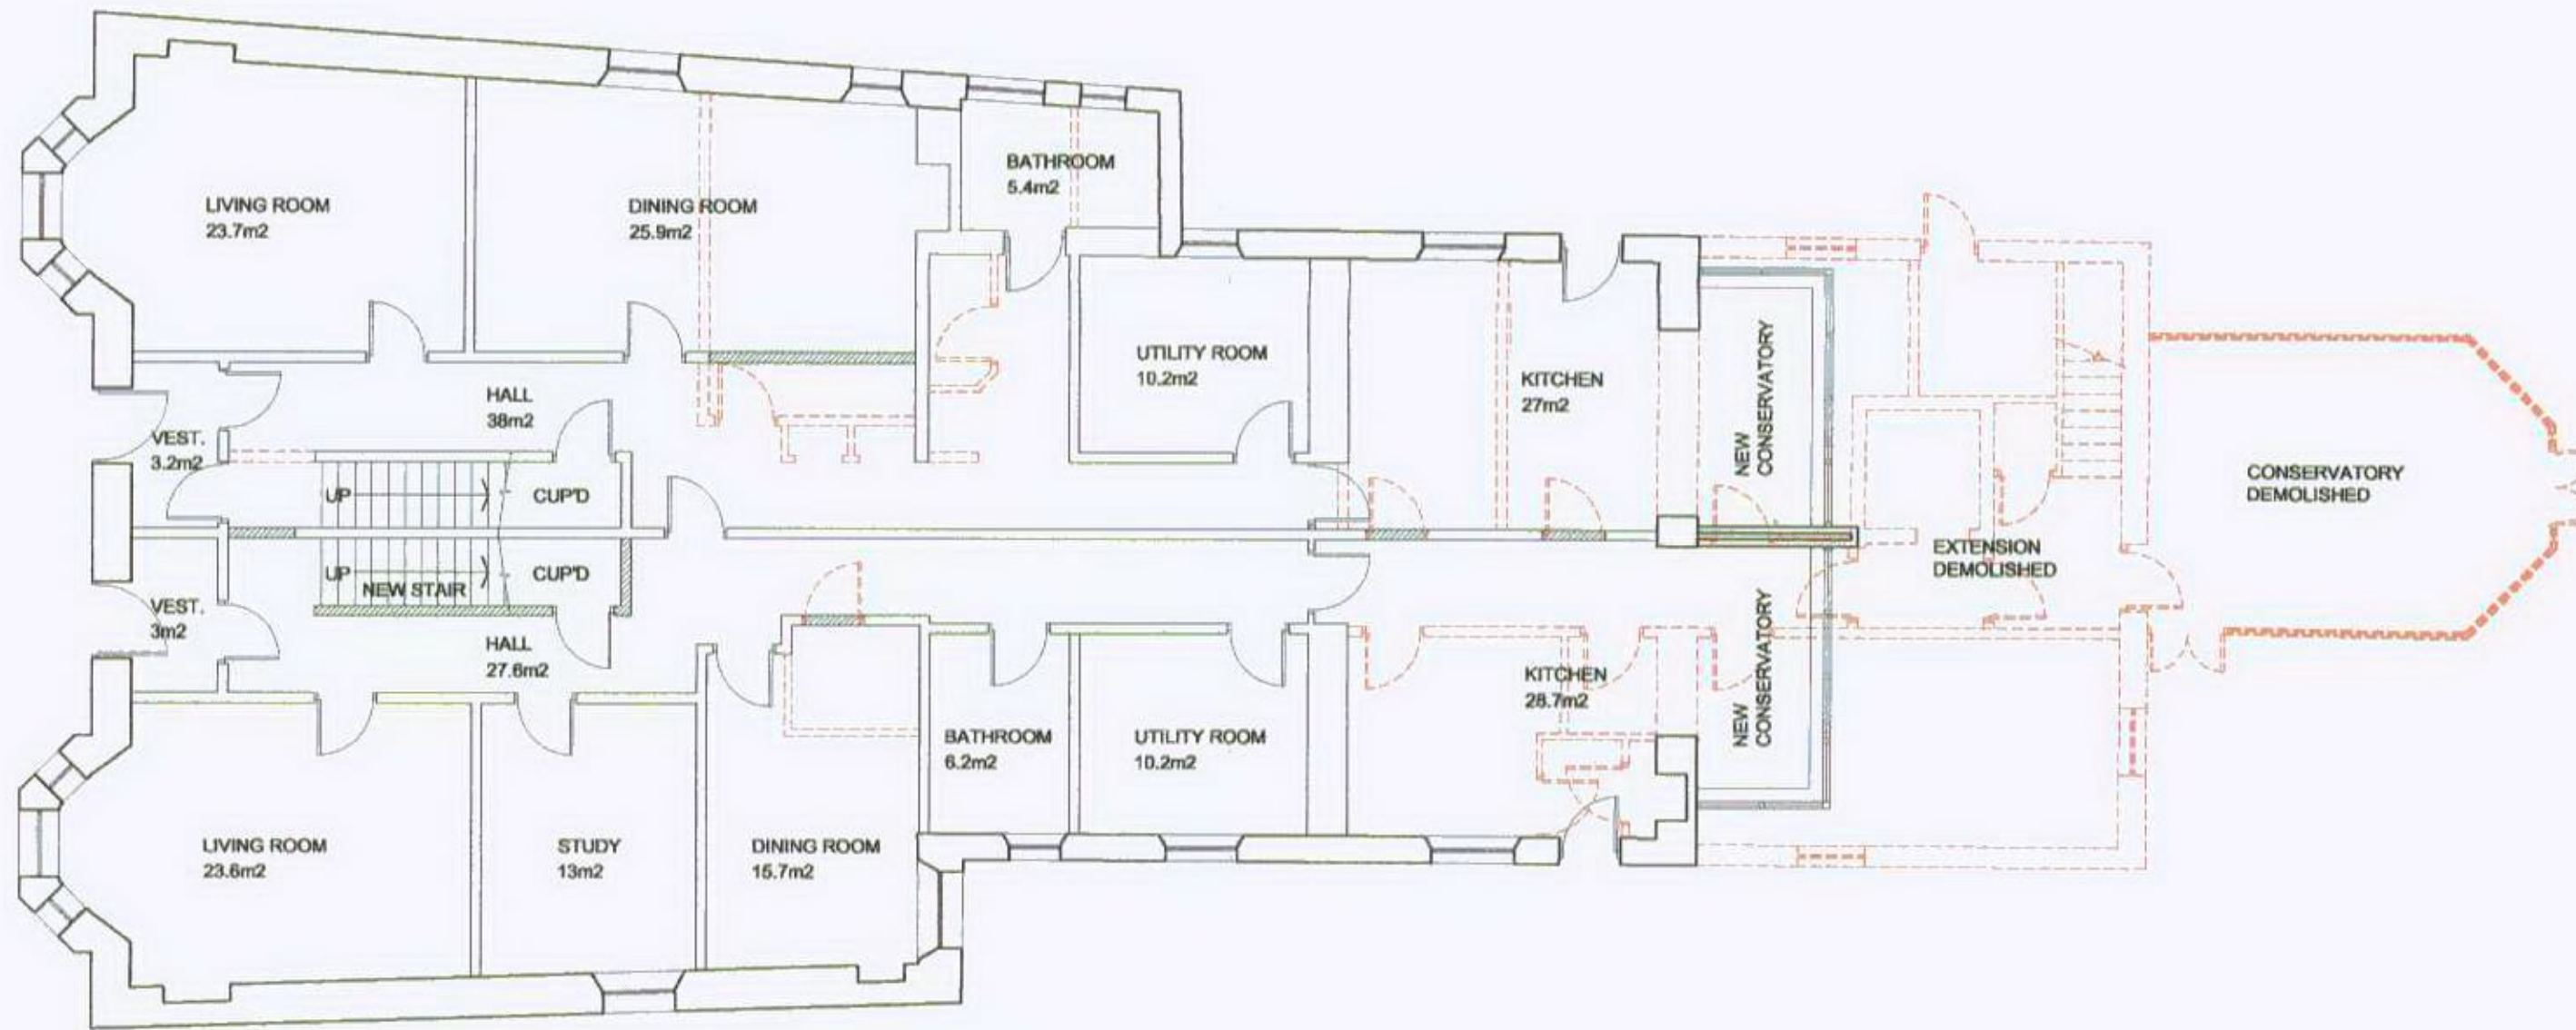 BATHROOM
5.4m2
LIVING ROOM
23.7m2
DINING ROOM
25.9m2
UTILITY ROOM
10.2m2
KITCHEN
27m2
NEW
CONSERVATORY
HALL
38m2
VEST.
3.2m2
UP
CUP'D
CONSERVATORY
DEMOLISHED
EXTENSION
DEMOLISHED
UP
NEW STAIR
CUP'D
VEST.
3m2
HALL
27.6m2
KITCHEN
28.7m2
NEW
CONSERVATORY
BATHROOM
6.2m2
UTILITY ROOM
10.2m2
LIVING ROOM
23.6m2
STUDY
13m2
DINING ROOM
15.7m2